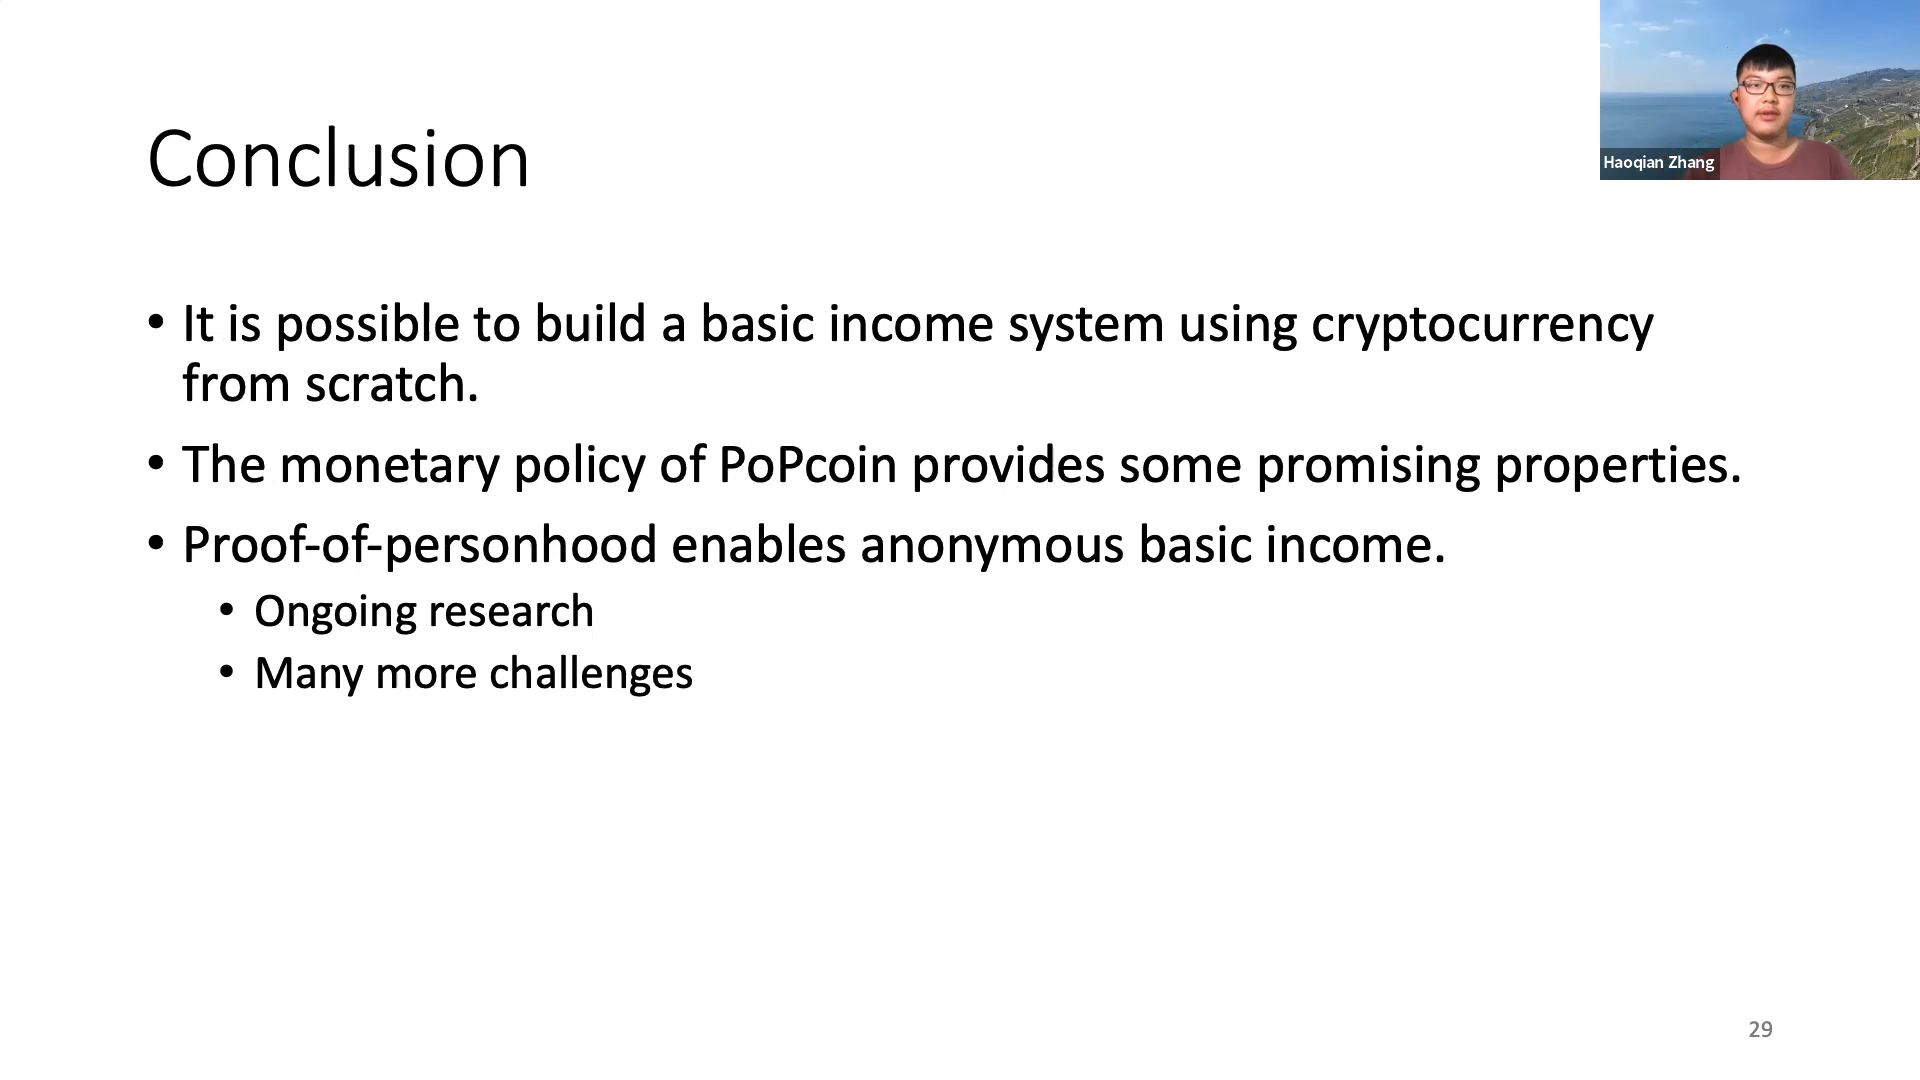 Haoqian Zhang
Conclusion
• It is possible to build a basic income system using cryptocurrency
from scratch.
• The monetary policy of PoPcoin provides some promising properties.
• Proof-of-personhood enables anonymous basic income.
• Ongoing research
• Many more challenges
29